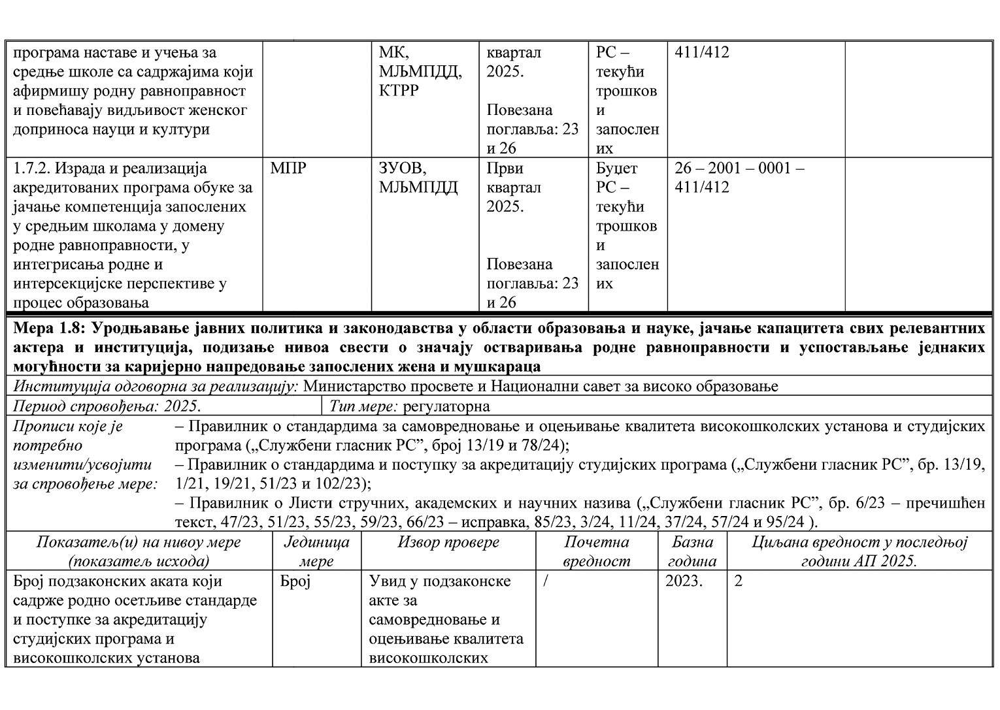 програма наставе и учења за
средње школе са садржајима који
афирмишу родну равноправност
и повећавају видљивост женског
доприноса науци и култури
МК,
МЉМПДД,
КТРР
квартал
2025.
Повезана
поглавља: 23
и 26
РС –
текући
трошков
и
запослен
их
411/412
1.7.2. Израда и реализација
акредитованих програма обуке за
јачање компетенција запослених
у средњим школама у домену
родне равноправности, у
интегрисања родне и
интерсекцијске перспективе у
процес образовања
МПР
ЗУОВ,
МЉМПДД
Први
квартал
2025.
Повезана
поглавља: 23
и 26
Буџет
РС –
текући
трошков
и
запослен
их
26 – 2001 – 0001 –
411/412
Мера 1.8: Уродњавање јавних политика и законодавства у области образовања и науке, јачање капацитета свих релевантних
актера и институција, подизање нивоа свести о значају остваривања родне равноправности и успостављање једнаких
могућности за каријерно напредовање запослених жена и мушкараца
Институција одговорна за реализацију: Министарство просвете и Национални савет за високо образовање
Период спровођења: 2025.
Тип мере: регулаторна
Прописи које је
потребно
изменити/усвојити
за спровођење мере:
– Правилник о стандардима за самовредновање и оцењивање квалитета високошколских установа и студијских
програма („Службени гласник РС”, број 13/19 и 78/24);
– Правилник о стандардима и поступку за акредитацију студијских програма („Службени гласник РС”, бр. 13/19,
1/21, 19/21, 51/23 и 102/23);
– Правилник о Листи стручних, академских и научних назива („Службени гласник РС”, бр. 6/23 – пречишћен
текст, 47/23, 51/23, 55/23, 59/23, 66/23 – исправка, 85/23, 3/24, 11/24, 37/24, 57/24 и 95/24 ).
Показатељ(и) на нивоу мере
(показатељ исхода)
Јединица
мере
Извор провере
Почетна
вредност
Базна
година
Циљана вредност у последњој
години АП 2025.
Број подзаконских аката који
садрже родно осетљиве стандарде
и поступке за акредитацију
студијских програма и
високошколских установа
Број
Увид у подзаконске
акте за
самовредновање и
оцењивање квалитета
високошколских
/
2023.
2